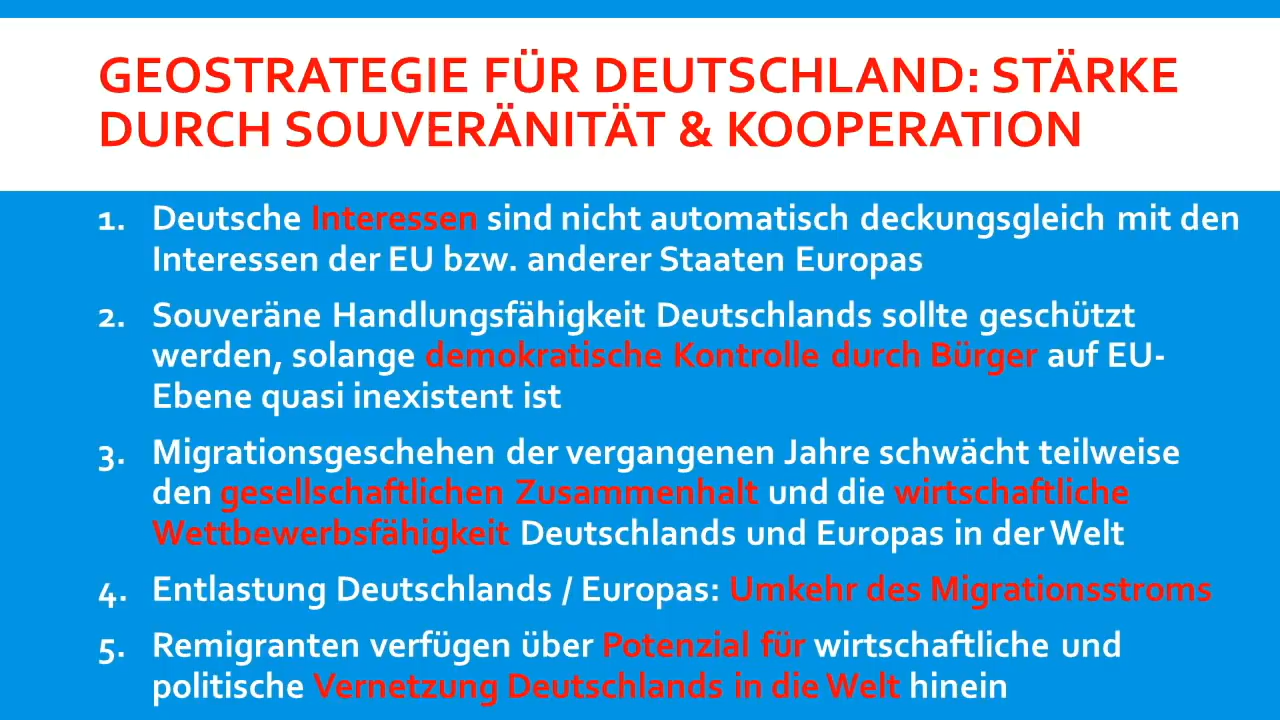 GEOSTRATEGIE FÜR DEUTSCHLAND: STÄRKE
DURCH SOUVERÄNITÄT & KOOPERATION
1. Deutsche Interessen sind nicht automatisch deckungsgleich mit den
Interessen der EU bzw. anderer Staaten Europas
2. Souveräne Handlungsfähigkeit Deutschlands sollte geschützt
werden, solange demokratische Kontrolle durch Bürger auf EU-
Ebene quasi inexistent ist
3. Migrationsgeschehen der vergangenen Jahre schwächt teilweise
den gesellschaftlichen Zusammenhalt und die wirtschaftliche
Wettbewerbsfähigkeit Deutschlands und Europas in der Welt
4. Entlastung Deutschlands / Europas: Umkehr des Migrationsstroms
5. Remigranten verfügen über Potenzial für wirtschaftliche und
politische Vernetzung Deutschlands in die Welt hinein